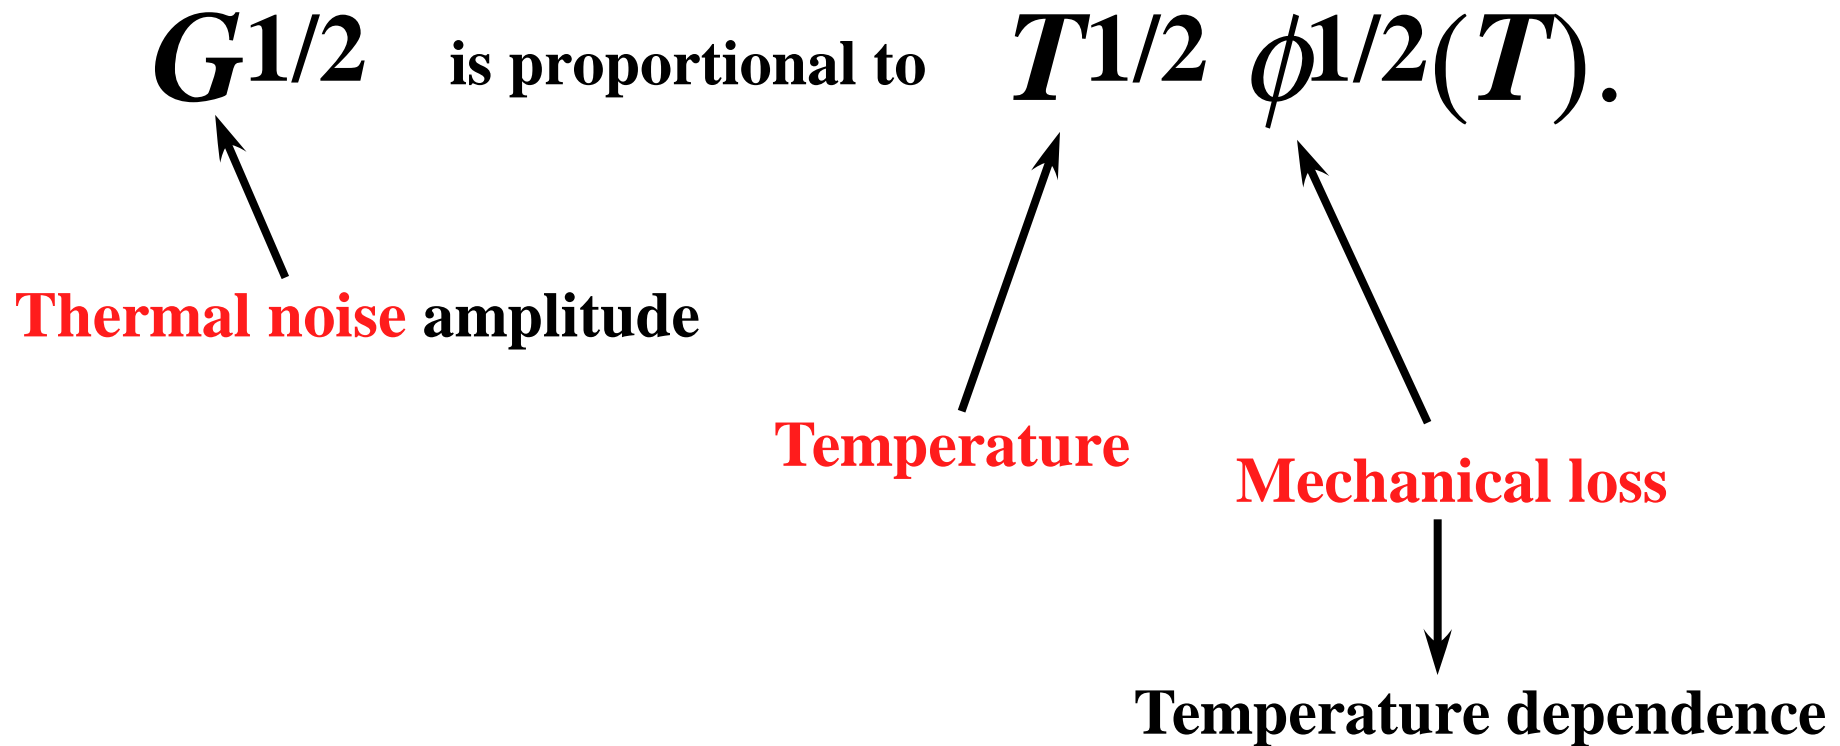 G1/2 is proportional to T1/2 ϕ1/2(T).
Thermal noise amplitude
Temperature
Mechanical loss
Temperature dependence